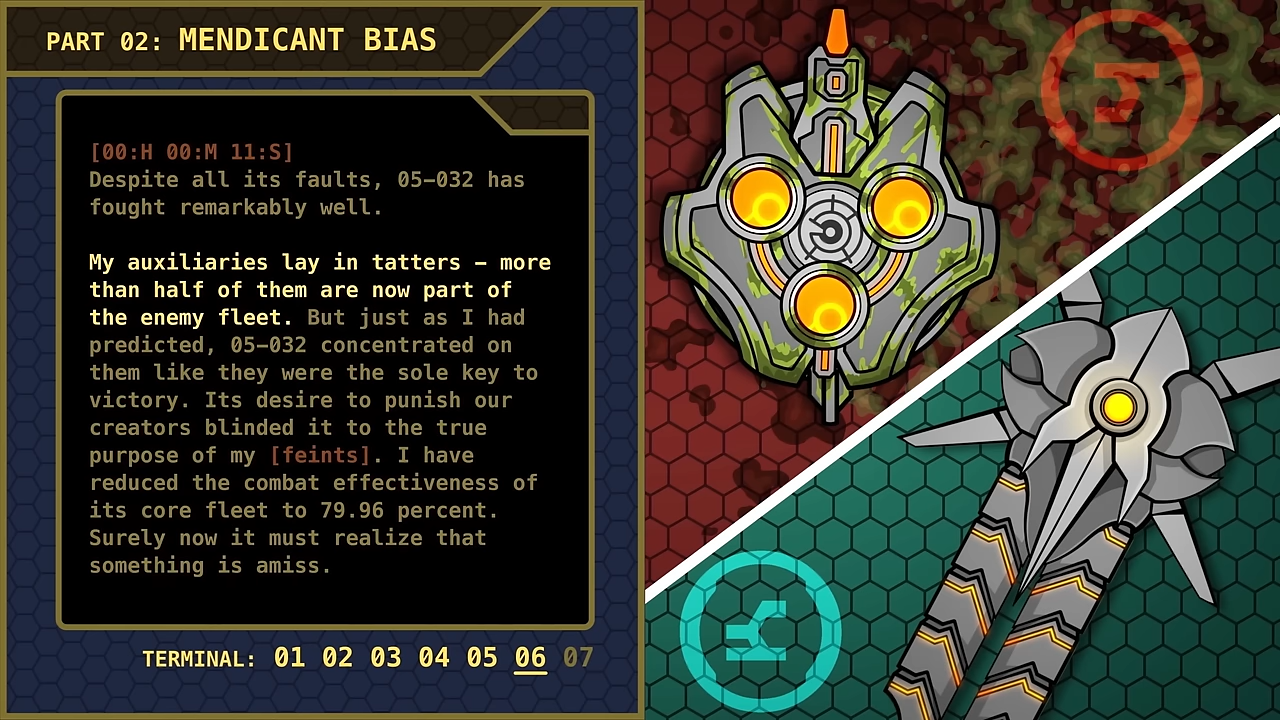 PART 02: MENDICANT BIAS
[00:H 00:M 11:S]
Despite all its faults, 05−032 has
fought remarkably well.
My auxiliaries lay in tatters − more
than half of them are now part of
the enemy fleet. But just as I had
predicted, 05−032 concentrated on
them like they were the sole key to
victory. Its desire to punish our
creators blinded it to the true
purpose of my [feints]. I have
reduced the combat effectiveness of
its core fleet to 79.96 percent.
Surely now it must realize that
something is amiss.
TERMINAL: 01 02 03 04 05 06 07